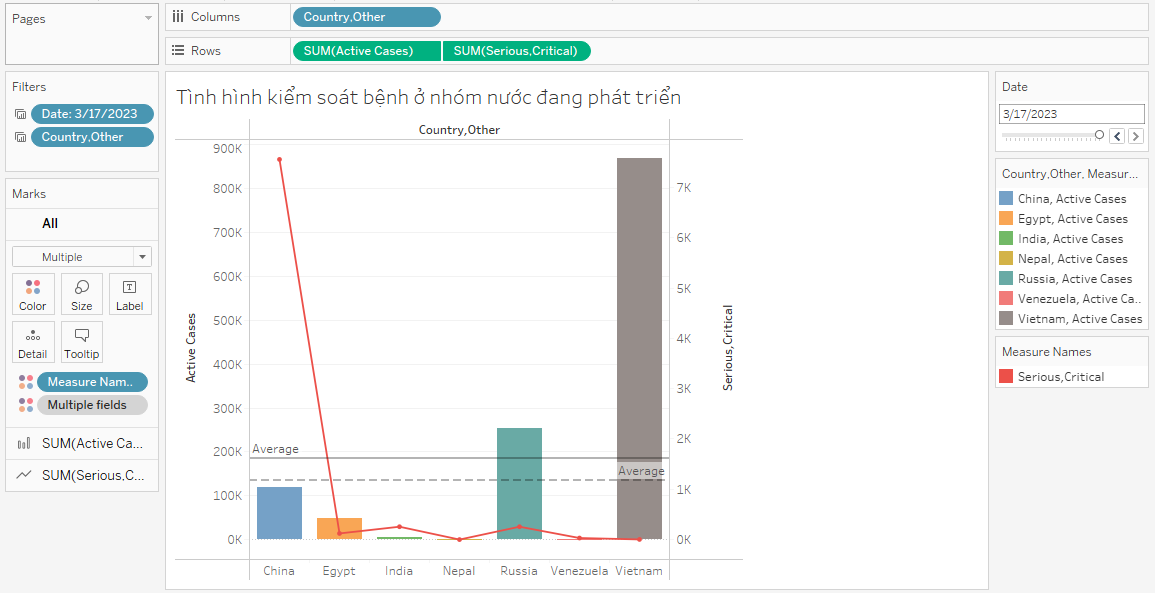 Pages
Columns
Country,Other
Rows
SUM(Active Cases)
SUM(Serious,Critical)
Filters
Date: 3/17/2023
Country,Other
Marks
All
Multiple
Color
Size
Label
Detail
Tooltip
Measure Nam..
Multiple fields
SUM(Active Ca...
SUM(Serious,C...
Tình hình kiểm soát bệnh ở nhóm nước đang phát triển
Country,Other
900K
800K
700K
600K
500K
400K
300K
200K
100K
0K
Active Cases
Average
Average
7K
6K
5K
4K
3K
2K
1K
0K
Serious,Critical
China
Egypt
India
Nepal
Russia
Venezuela
Vietnam
Date
3/17/2023
Country,Other, Measur...
China, Active Cases
Egypt, Active Cases
India, Active Cases
Nepal, Active Cases
Russia, Active Cases
Venezuela, Active Ca..
Vietnam, Active Cases
Measure Names
Serious,Critical